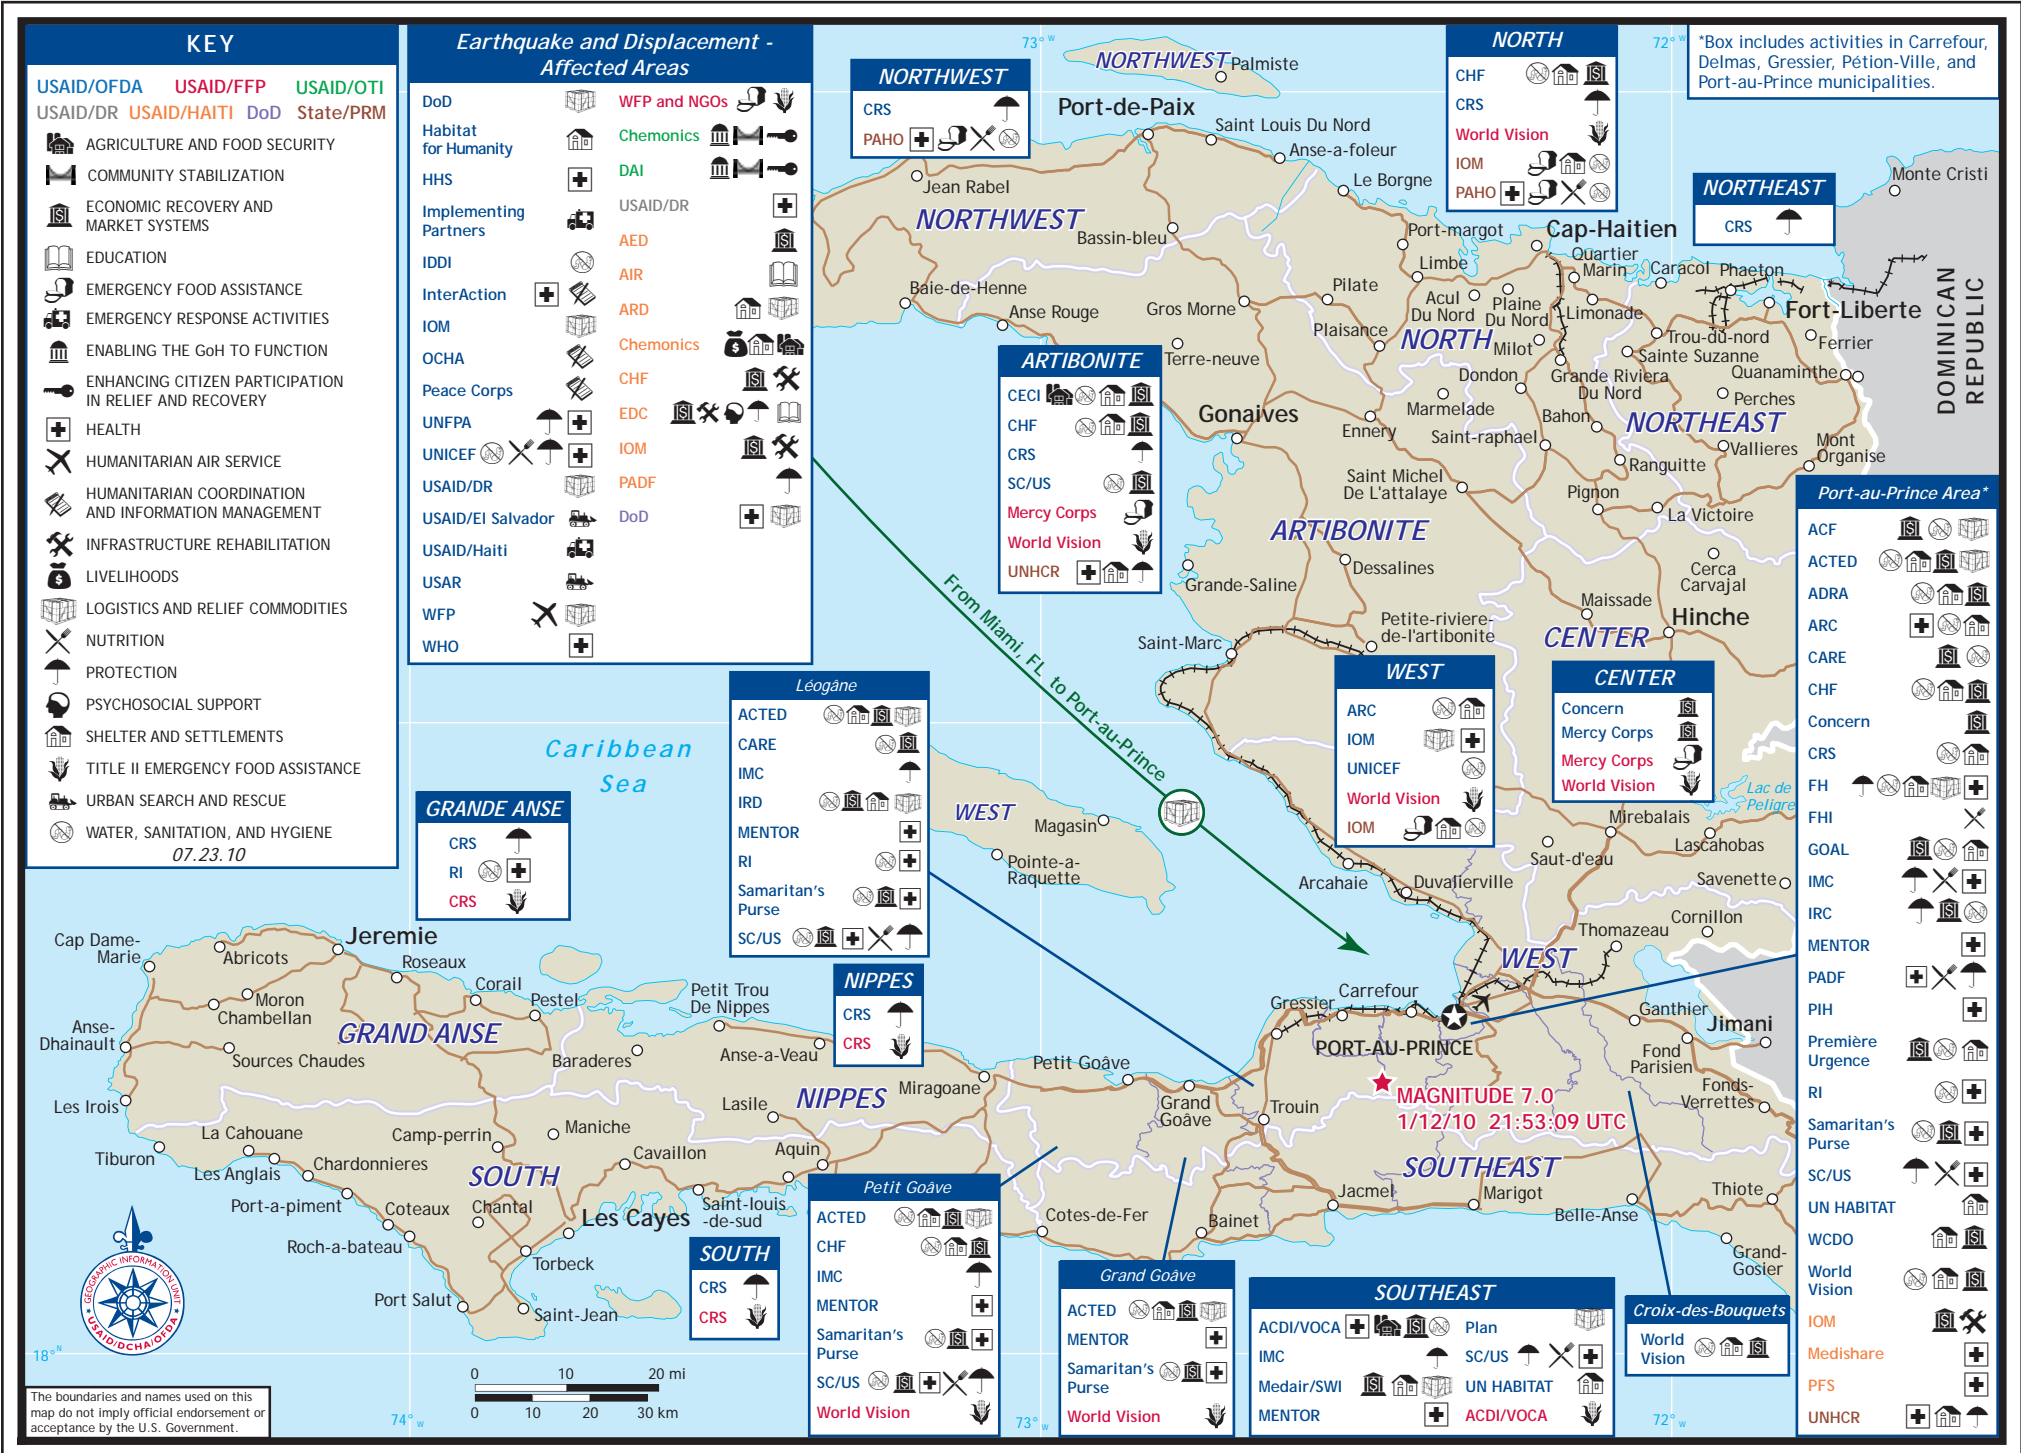 KEY
USAID/OFDA USAID/FFP USAID/OTI
USAID/DR USAID/HAITI DoD State/PRM
AGRICULTURE AND FOOD SECURITY
COMMUNITY STABILIZATION
ECONOMIC RECOVERY AND
MARKET SYSTEMS
EDUCATION
EMERGENCY FOOD ASSISTANCE
EMERGENCY RESPONSE ACTIVITIES
ENABLING THE GoH TO FUNCTION
ENHANCING CITIZEN PARTICIPATION
IN RELIEF AND RECOVERY
HEALTH
HUMANITARIAN AIR SERVICE
HUMANITARIAN COORDINATION
AND INFORMATION MANAGEMENT
INFRASTRUCTURE REHABILITATION
LIVELIHOODS
LOGISTICS AND RELIEF COMMODITIES
NUTRITION
PROTECTION
PSYCHOSOCIAL SUPPORT
SHELTER AND SETTLEMENTS
TITLE II EMERGENCY FOOD ASSISTANCE
URBAN SEARCH AND RESCUE
WATER, SANITATION, AND HYGIENE
07.23.10
Earthquake and Displacement -
Affected Areas
DoD
Habitat
for Humanity
HHS
Implementing
Partners
IDDI
InterAction
IOM
OCHA
Peace Corps
UNFPA
UNICEF
USAID/DR
USAID/El Salvador
USAID/Haiti
USAR
WFP
WHO
WFP and NGOs
Chemonics
DAI
USAID/DR
AED
AIR
ARD
Chemonics
CHF
EDC
IOM
PADF
DoD
NORTHWEST
CRS
PAHO
NORTH
CHF
CRS
World Vision
IOM
PAHO
*Box includes activities in Carrefour,
Delmas, Gressier, Pétion-Ville, and
Port-au-Prince municipalities.
NORTHEAST
CRS
ARTIBONITE
CECI
CHF
CRS
SC/US
Mercy Corps
World Vision
UNHCR
WEST
ARC
IOM
UNICEF
World Vision
IOM
CENTER
Concern
Mercy Corps
Mercy Corps
World Vision
Port-au-Prince Area*
ACF
ACTED
ADRA
ARC
CARE
CHF
Concern
CRS
FH
FHI
GOAL
IMC
IRC
MENTOR
PADF
PIH
Première
Urgence
RI
Samaritan's
Purse
SC/US
UN HABITAT
WCDO
World
Vision
IOM
Medishare
PFS
UNHCR
Léogâne
ACTED
CARE
IMC
IRD
MENTOR
RI
Samaritan's
Purse
SC/US
GRANDE ANSE
CRS
RI
CRS
NIPPES
CRS
CRS
SOUTH
CRS
CRS
Petit Goâve
ACTED
CHF
IMC
MENTOR
Samaritan's
Purse
SC/US
World Vision
Grand Goâve
ACTED
MENTOR
Samaritan's
Purse
World Vision
SOUTHEAST
ACDI/VOCA
IMC
Medair/SWI
MENTOR
Plan
SC/US
UN HABITAT
ACDI/VOCA
Croix-des-Bouquets
World
Vision
73° W
72° W
NORTHWEST
Palmiste
Port-de-Paix
Saint Louis Du Nord
Anse-a-foleur
Le Borgne
Jean Rabel
NORTHWEST
Bassin-bleu
Port-margot
Cap-Haitien
Monte Cristi
Limbe
Quartier
Marin
Caracol
Phaeton
DOMINICAN
REPUBLIC
Baie-de-Henne
Anse Rouge
Gros Morne
Pilate
Acul
Du Nord
Plaine
Du Nord
Limonade
Fort-Liberte
Plaisance
NORTH
Milot
Trou-du-nord
Sainte Suzanne
Ferrier
Terre-neuve
Dondon
Grande Riviera
Du Nord
Quanaminthe
Gonaives
Marmelade
Perches
Bahon
NORTHEAST
Ennery
Saint-raphael
Vallieres
Mont
Organise
Ranguitte
Saint Michel
De L'attalaye
Pignon
La Victoire
ARTIBONITE
Dessalines
Cerca
Carvajal
Grande-Saline
Maissade
Hinche
Petite-riviere-
de-l'artibonite
CENTER
Saint-Marc
From Miami, FL to Port-au-Prince
Caribbean
Sea
Lac de
Peligre
WEST
Magasin
Pointe-a-
Raquette
Mirebalais
Lascahobas
Saut-d'eau
Arcahaie
Duvalierville
Savenette
Cornillon
Thomazeau
WEST
Cap Dame-
Marie
Abricots
Jeremie
Roseaux
Corail
Pestel
Moron
Chambellan
Petit Trou
De Nippes
Anse-
Dhainault
GRAND ANSE
Sources Chaudes
Baraderes
Anse-a-Veau
Gressier
Carrefour
PORT-AU-PRINCE
Ganthier
Jimani
Fond
Parisien
Fonds-
Verrettes
Petit Goâve
Miragoane
NIPPES
Les Irois
Lasile
Grand
Goâve
Trouin
MAGNITUDE 7.0
1/12/10 21:53:09 UTC
La Cahouane
Camp-perrin
Maniche
Tiburon
Les Anglais
Chardonnieres
Cavaillon
Aquin
SOUTH
SOUTHEAST
Port-a-piment
Coteaux
Chantal
Les Cayes
Saint-louis
-de-sud
Jacmel
Marigot
Belle-Anse
Thiote
Cotes-de-Fer
Bainet
Roch-a-bateau
Torbeck
Grand-
Gosier
Port Salut
Saint-Jean
GEOGRAPHIC INFORMATION UNIT
USAID/DCHA/OFDA
18° N
0 10 20 mi
0 10 20 30 km
74° W
73° W
72° W
The boundaries and names used on this
map do not imply official endorsement or
acceptance by the U.S. Government.